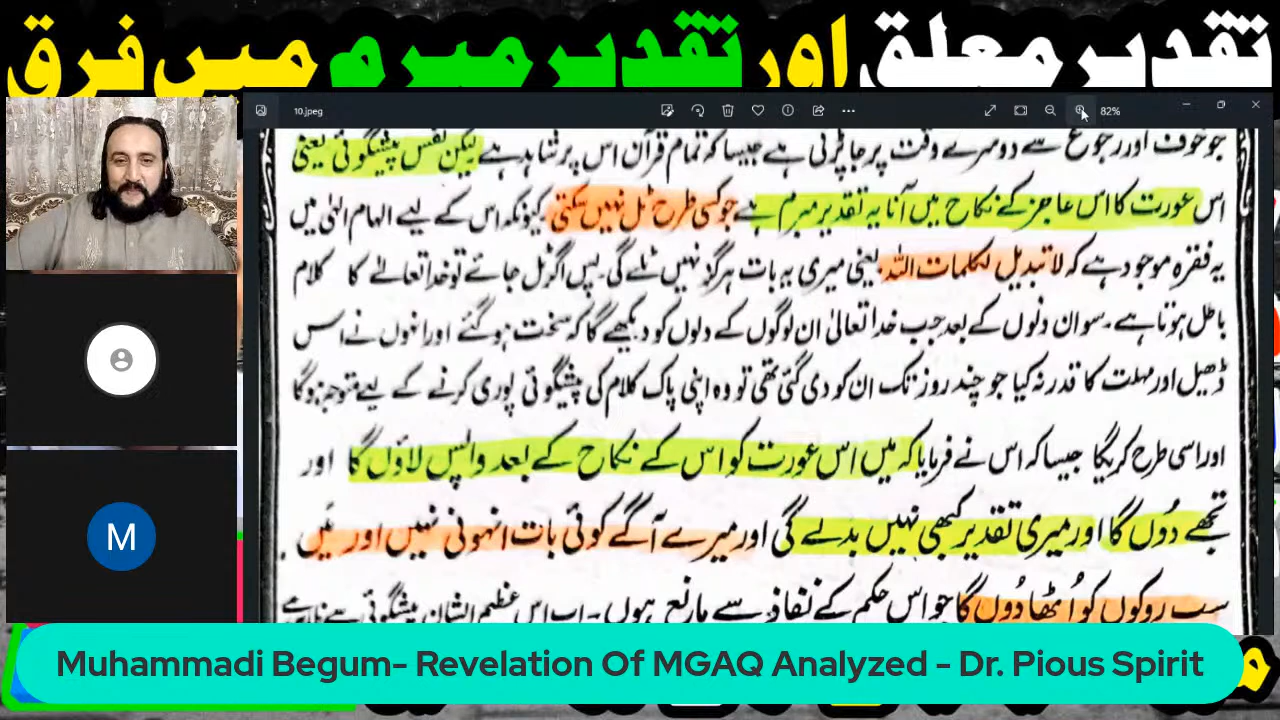 تقدیر معلق اور تقدیر مبرم میں فرق
10.jpeg
82%
جو خوف اور رجوع سے دوسرے وقت پر جا پڑتی ہے جیسا کہ تمام قرآن اس پر شاہد ہے لیکن نفس پیشگوئی یعنی
اس عورت کا اس عاجز کے نکاح میں آنا یہ تقدیر مبرم ہے جو کسی طرح ٹل نہیں سکتی کیونکہ اس کے لیے الہام الٰہی میں
یہ فقرہ موجود ہے کہ لا تبدیل لکلمات اللہ یعنی میری یہ بات ہرگز نہیں ٹلے گی۔ پس اگر ٹل جائے تو خدا تعالےٰ کا کلام
باطل ہوتا ہے۔ سو ان دنوں کے بعد جب خدا تعالیٰ ان لوگوں کے دلوں کو دیکھے گا کہ سخت ہو گئے اور انہوں نے اس
ڈھیل اور مہلت کا قدر نہ کیا جو چند روز تک ان کو دی گئی تھی تو وہ اپنی پاک کلام کی پیشگوئی پوری کرنے کے لیے متوجہ ہوگا
اور اسی طرح کریگا جیسا کہ اس نے فرمایا کہ میں اس عورت کو اس کے نکاح کے بعد واپس لاؤں گا اور
تجھے دُوں گا اور میری تقدیر کبھی نہیں بدلے گی اور میرے آگے کوئی بات انہونی نہیں اور میں
سب روکوں کو اُٹھا دُوں گا جو اس حکم کے نفاذ سے مانع ہوں۔ اب اس عظیم الشان پیشگوئی سے ظاہر ہے
M
Muhammadi Begum- Revelation Of MGAQ Analyzed - Dr. Pious Spirit